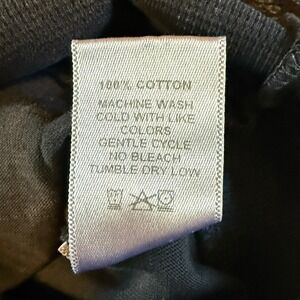 100% COTTON
MACHINE WASH
COLD WITH LIKE
COLORS
GENTLE CYCLE
NO BLEACH
TUMBLE DRY LOW